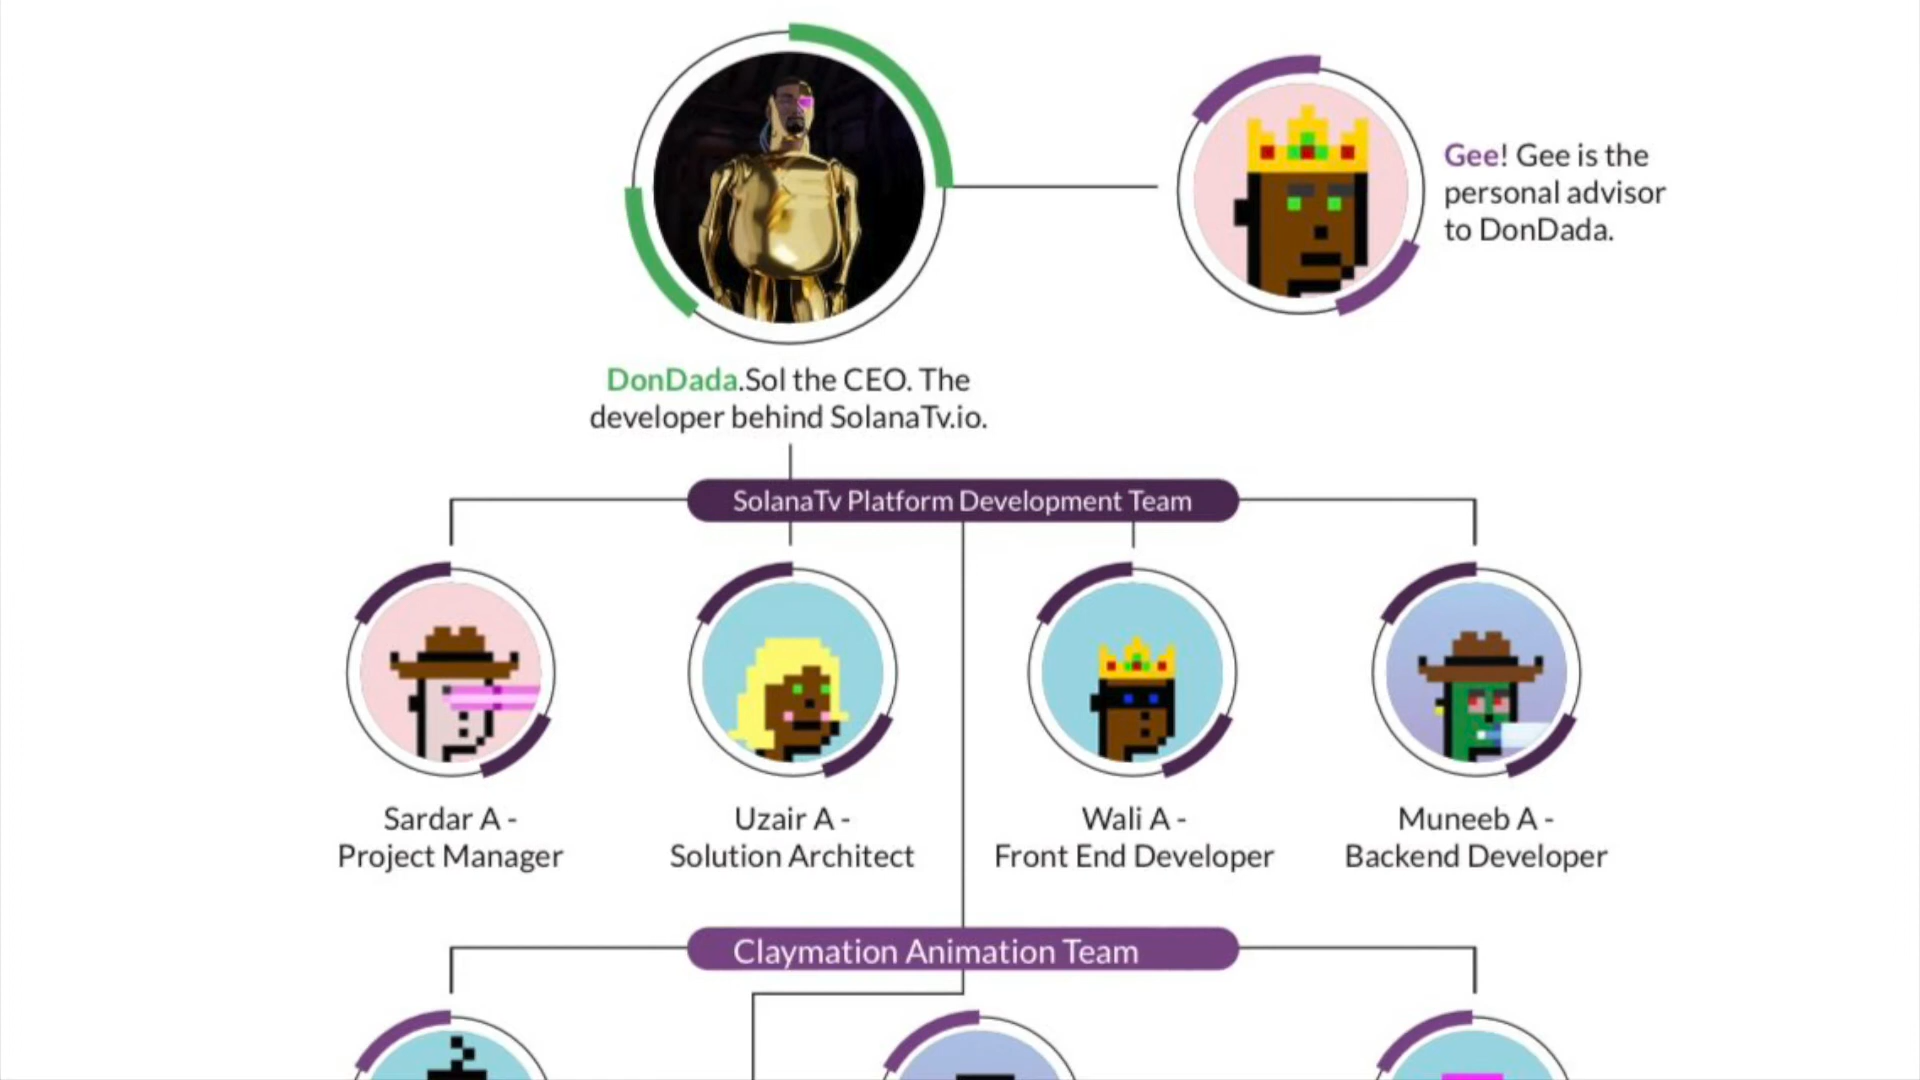 Gee! Gee is the
personal advisor
to DonDada.
DonDada.Sol the CEO. The
developer behind SolanaTv.io.
SolanaTv Platform Development Team
Sardar A -
Project Manager
Uzair A -
Solution Architect
Wali A -
Front End Developer
Muneeb A -
Backend Developer
Claymation Animation Team